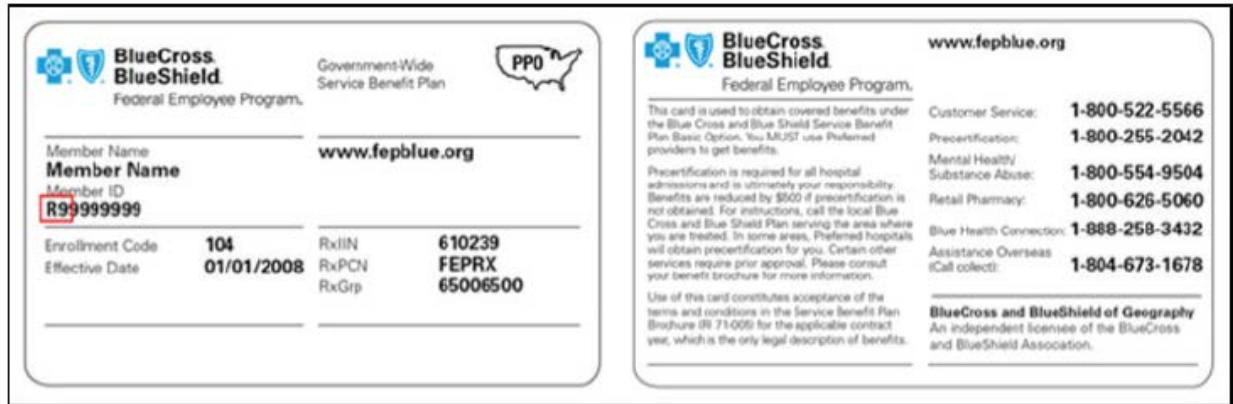 BlueCross
BlueShield
Federal Employee Program.
Government-Wide
Service Benefit Plan
PPO
Member Name
Member Name
Member ID
R99999999
www.fepblue.org
Enrollment Code 104
Effective Date 01/01/2008
RxIIN 610239
RxPCN FEPRX
RxGrp 65006500
BlueCross
BlueShield
Federal Employee Program.
www.fepblue.org
This card is used to obtain covered benefits under
the Blue Cross and Blue Shield Service Benefit
Plan Basic Option. You MUST use Preferred
providers to get benefits.
Precertification is required for all hospital
admissions and is ultimately your responsibility.
Benefits are reduced by $500 if precertification is
not obtained. For instructions, call the local Blue
Cross and Blue Shield Plan serving the area where
you are treated. In some areas, Preferred hospitals
will obtain precertification for you. Certain other
services require prior approval. Please consult
your benefit brochure for more information.
Use of this card constitutes acceptance of the
terms and conditions in the Service Benefit Plan
Brochure (RI 71-005) for the applicable contract
year, which is the only legal description of benefits.
Customer Service: 1-800-522-5566
Precertification: 1-800-255-2042
Mental Health/
Substance Abuse: 1-800-554-9504
Retail Pharmacy: 1-800-626-5060
Blue Health Connection: 1-888-258-3432
Assistance Overseas
(Call collect): 1-804-673-1678
BlueCross and BlueShield of Geography
An independent licensee of the BlueCross
and BlueShield Association.